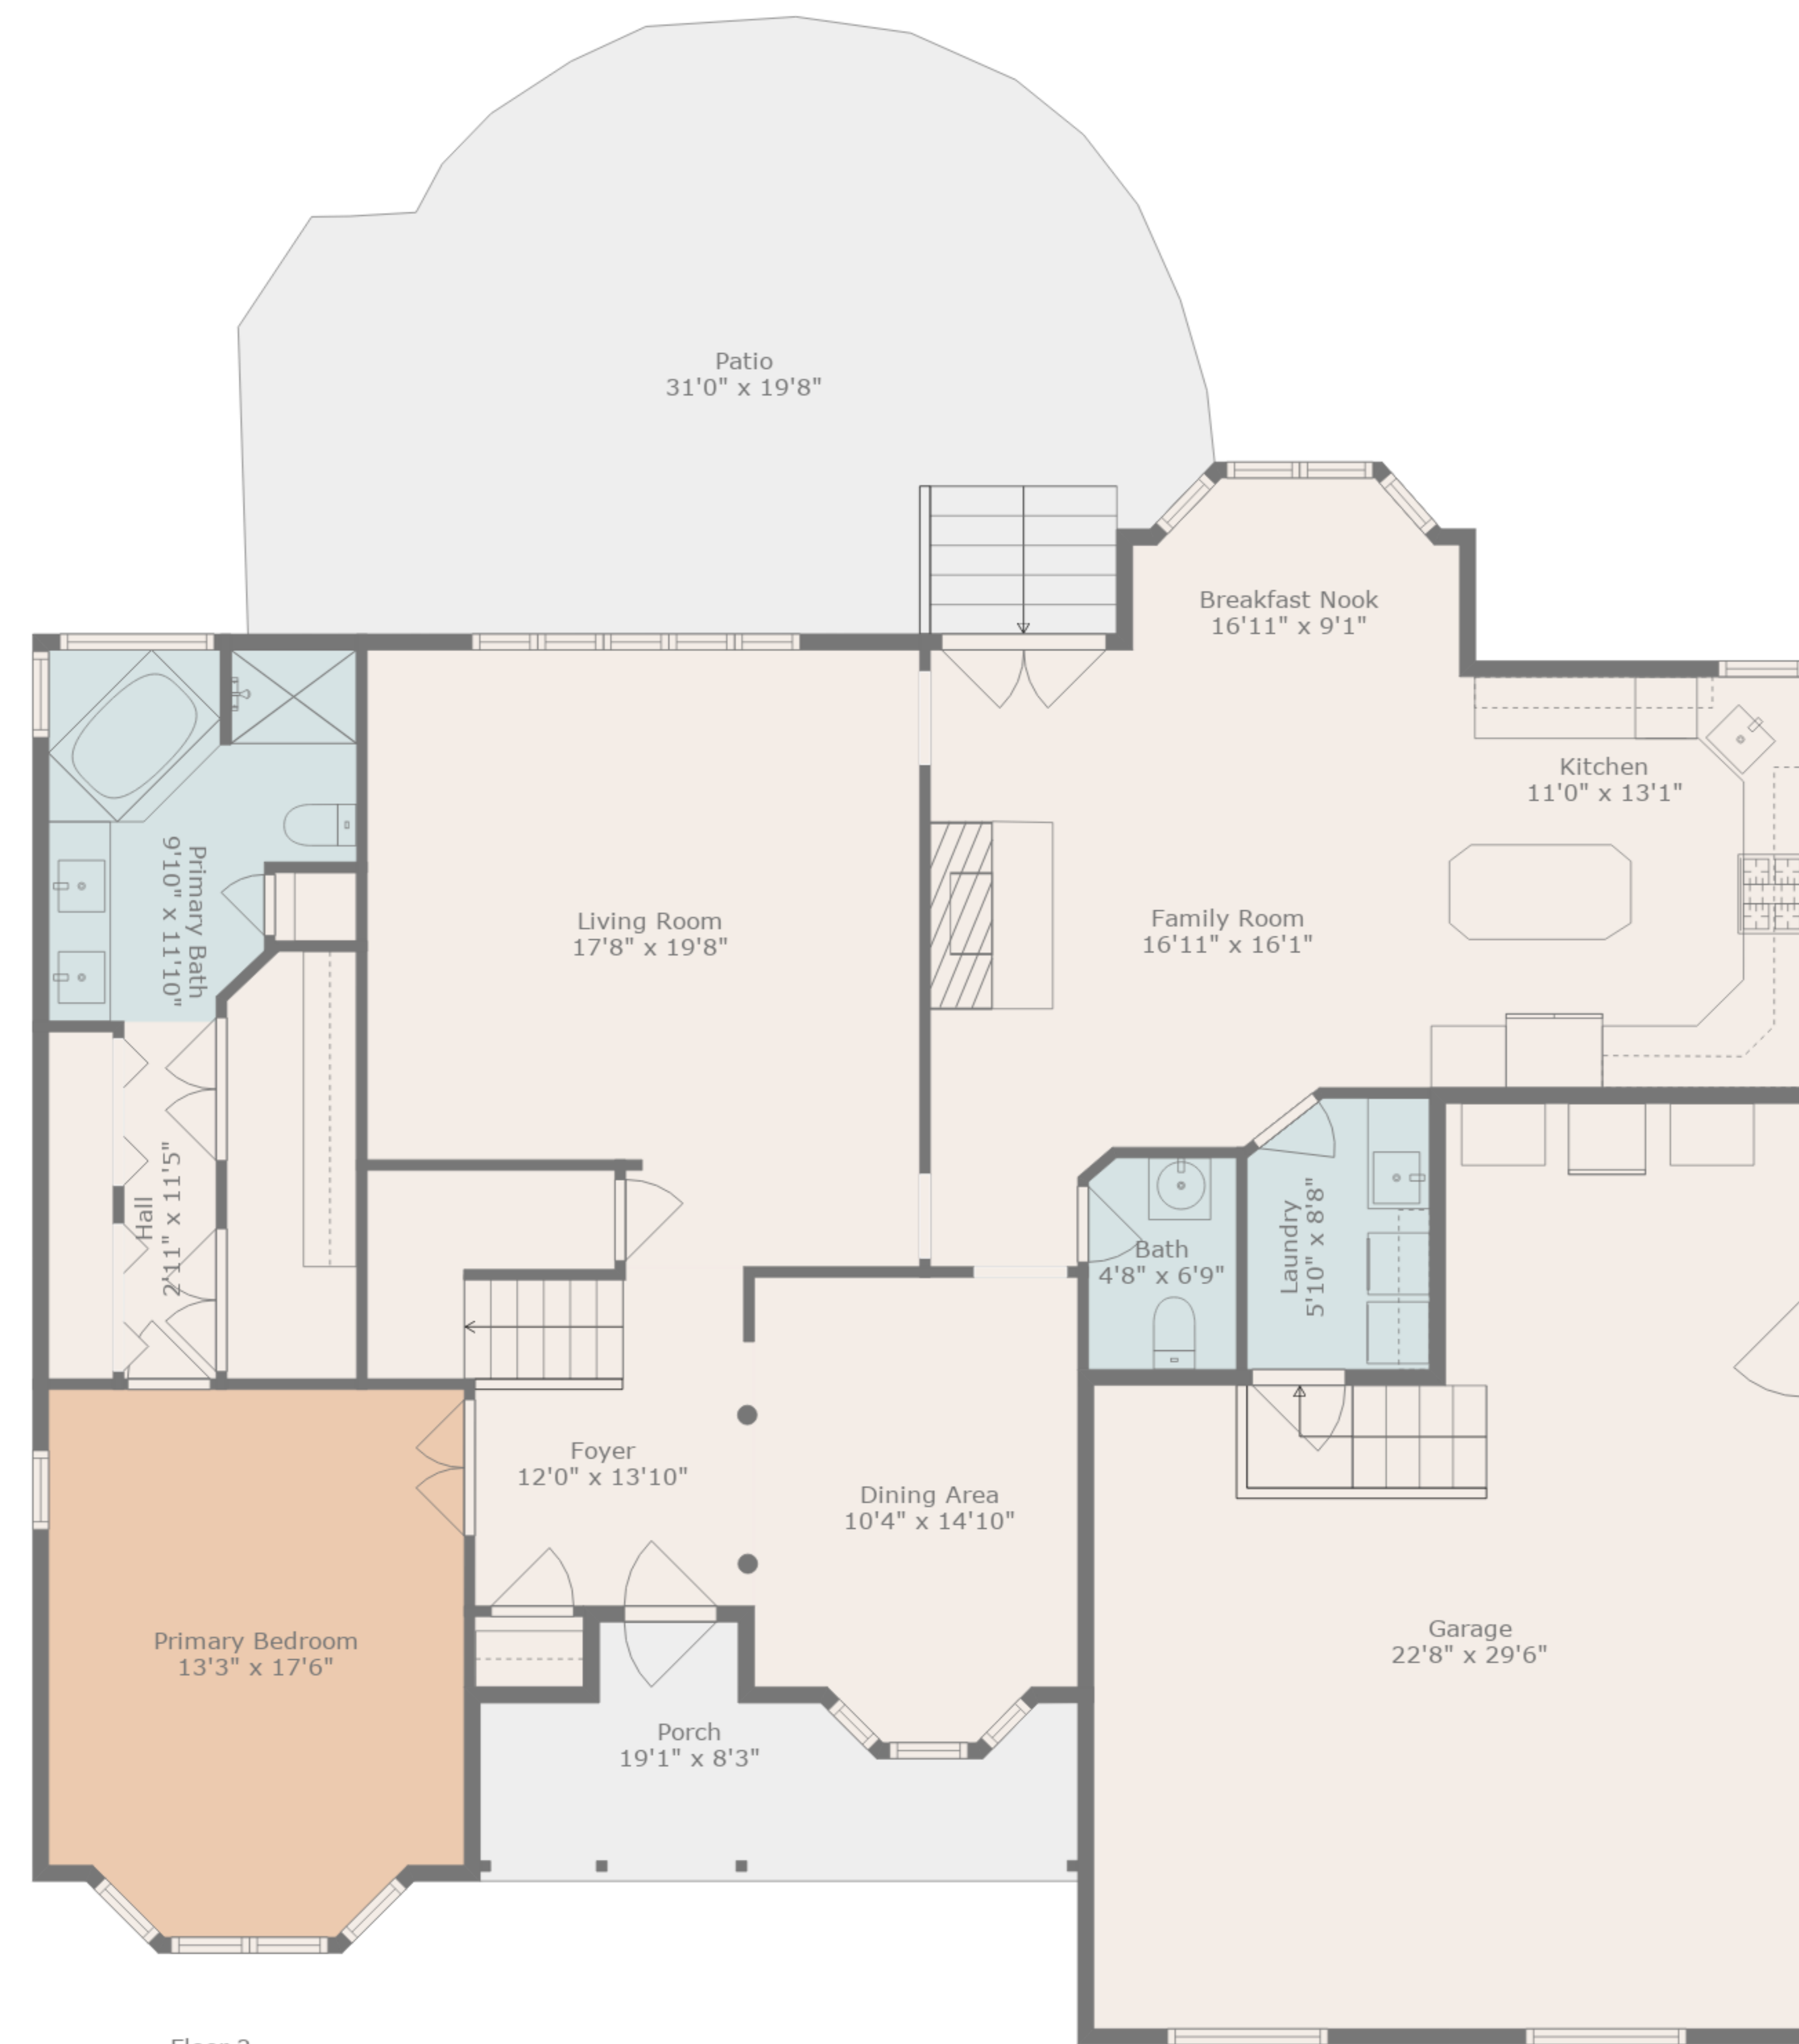 Patio
31'0" x 19'8"
Breakfast Nook
16'11" x 9'1"
Kitchen
11'0" x 13'1"
Primary Bath
9'10" x 11'10"
Living Room
17'8" x 19'8"
Family Room
16'11" x 16'1"
Hall
2'11" x 11'5"
Bath
4'8" x 6'9"
Laundry
5'10" x 8'8"
Foyer
12'0" x 13'10"
Dining Area
10'4" x 14'10"
Primary Bedroom
13'3" x 17'6"
Garage
22'8" x 29'6"
Porch
19'1" x 8'3"